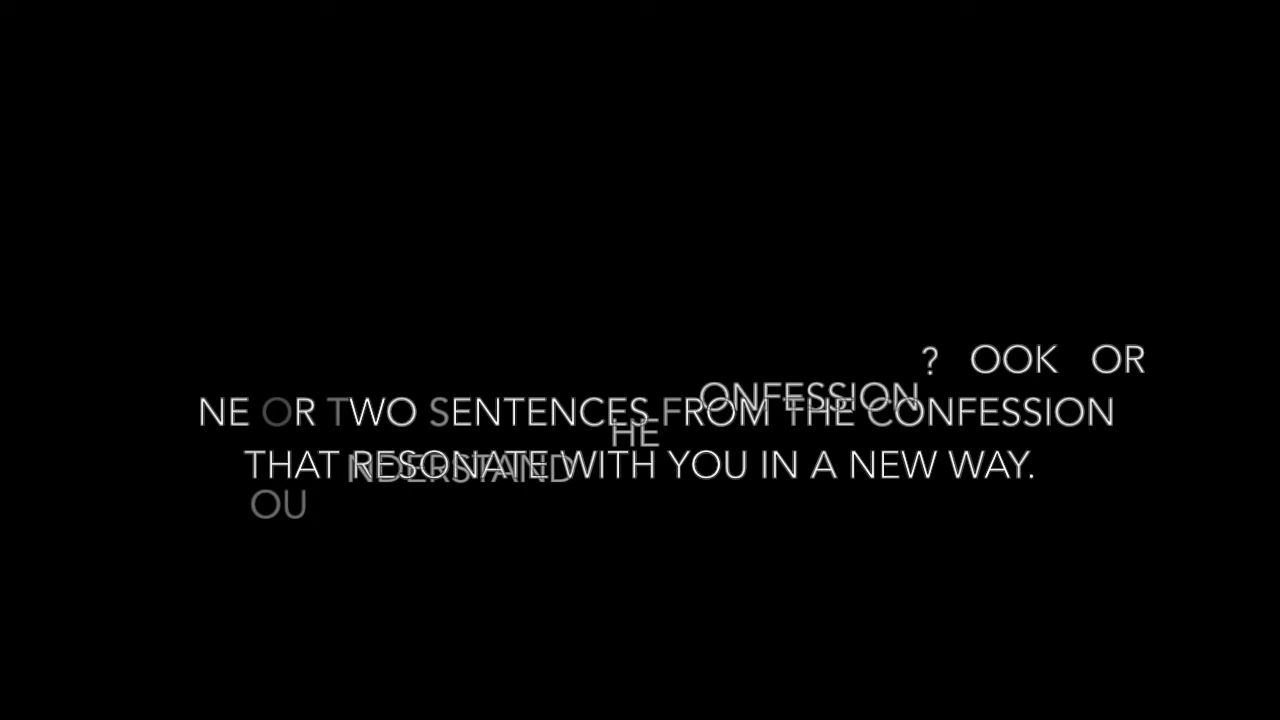 ? OOK OR
ONFESSION
NE OR TWO SENTENCES FROM THE CONFESSION
HE
THAT RESONATE WITH YOU IN A NEW WAY.
NDERSTAND
OU